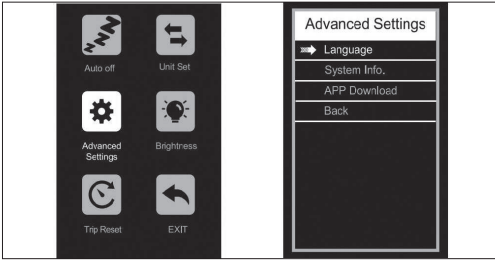 Auto off
Unit Set
Advanced
Settings
Brightness
Trip Reset
EXIT
Advanced Settings
Language
System Info.
APP Download
Back